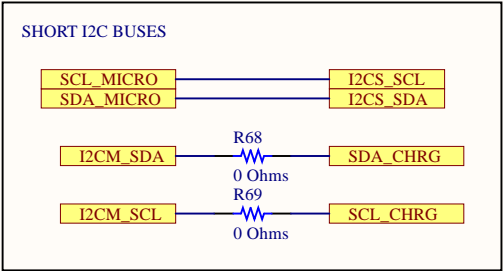 SHORT I2C BUSES
SCL_MICRO I2CS_SCL
SDA_MICRO I2CS_SDA
R68
I2CM_SDA SDA_CHRG
0 Ohms
R69
I2CM_SCL SCL_CHRG
0 Ohms